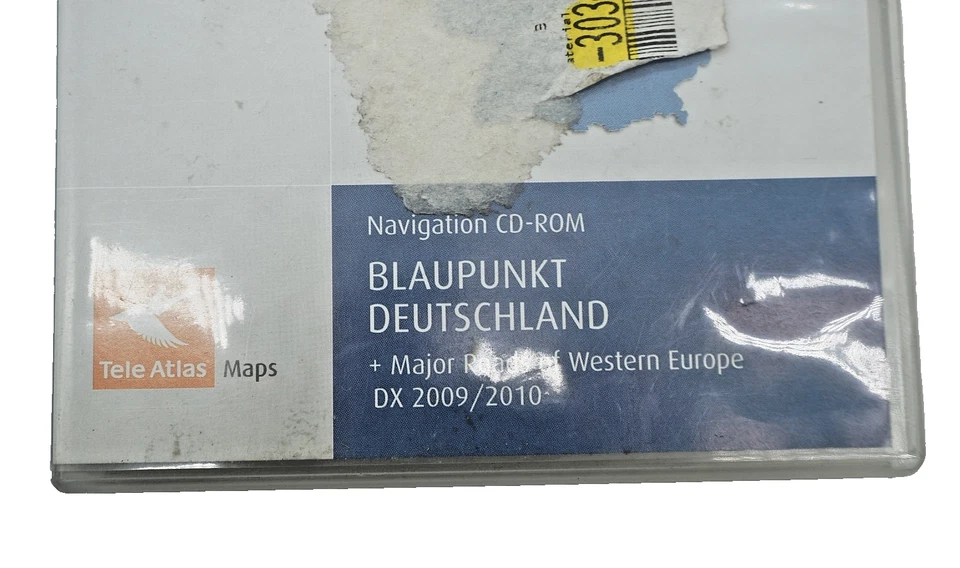 -303
Navigation CD-ROM
BLAUPUNKT
DEUTSCHLAND
+ Major Roads of Western Europe
DX 2009/2010
Tele Atlas Maps